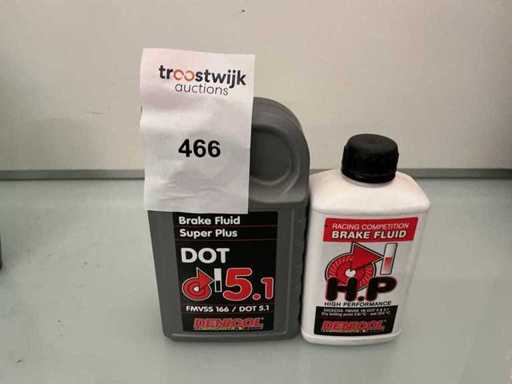 troostwijk
auctions
466
Brake Fluid
Super Plus
DOT
5.1
FMVSS 166 / DOT 5.1
DENICOL
RACING COMPETITION
BRAKE FLUID
H.P
HIGH PERFORMANCE
DENICOL